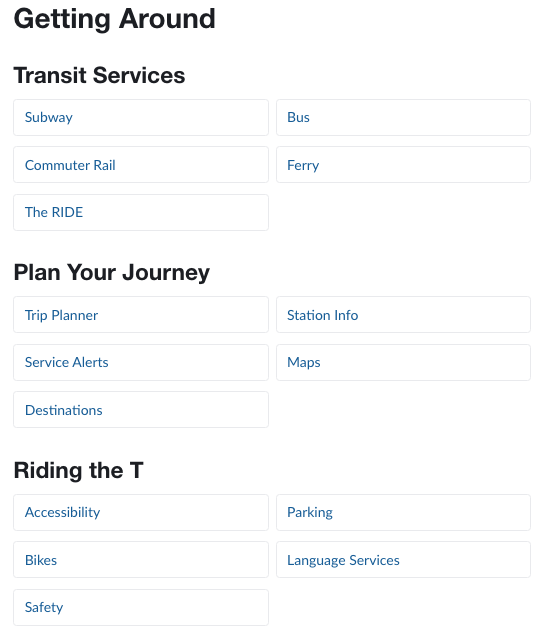 Getting Around
Transit Services
Subway
Bus
Commuter Rail
Ferry
The RIDE
Plan Your Journey
Trip Planner
Station Info
Service Alerts
Maps
Destinations
Riding the T
Accessibility
Parking
Bikes
Language Services
Safety